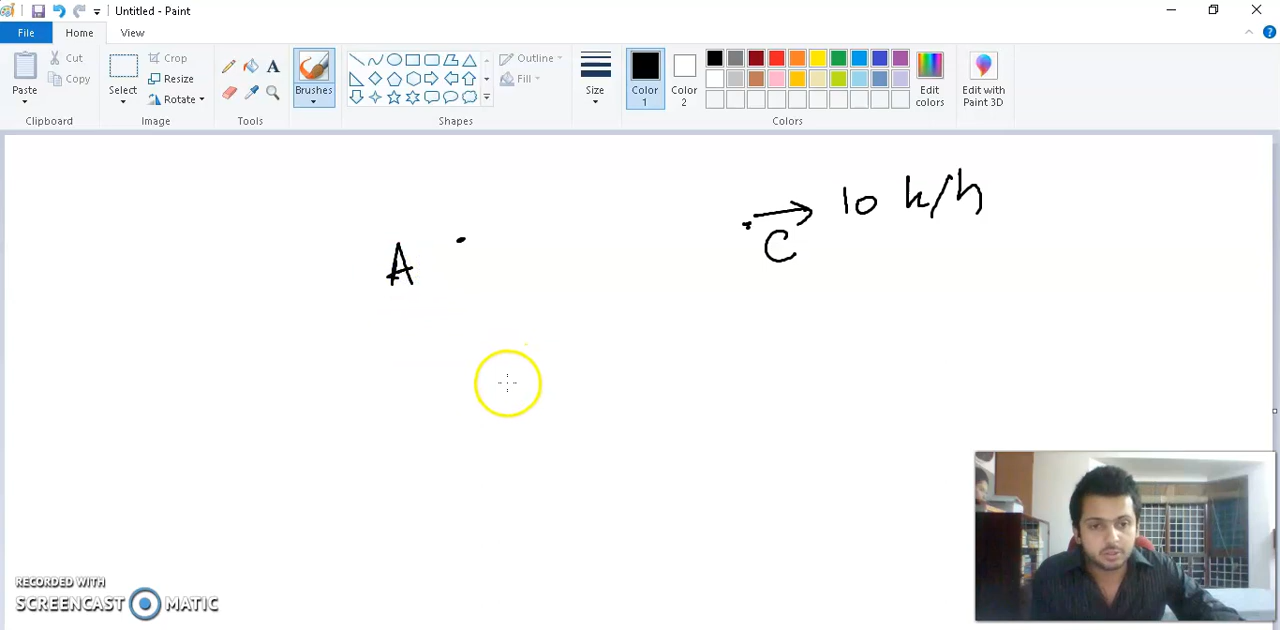 Untitled - Paint
File
Home
View
Paste
Cut
Copy
Clipboard
Select
Crop
Resize
Rotate
Image
A
Tools
Brushes
Shapes
Outline
Fill
Size
Color 1
Color 2
Colors
Edit colors
Edit with Paint 3D
A
C
10 k/h
RECORDED WITH
SCREENCAST MATIC